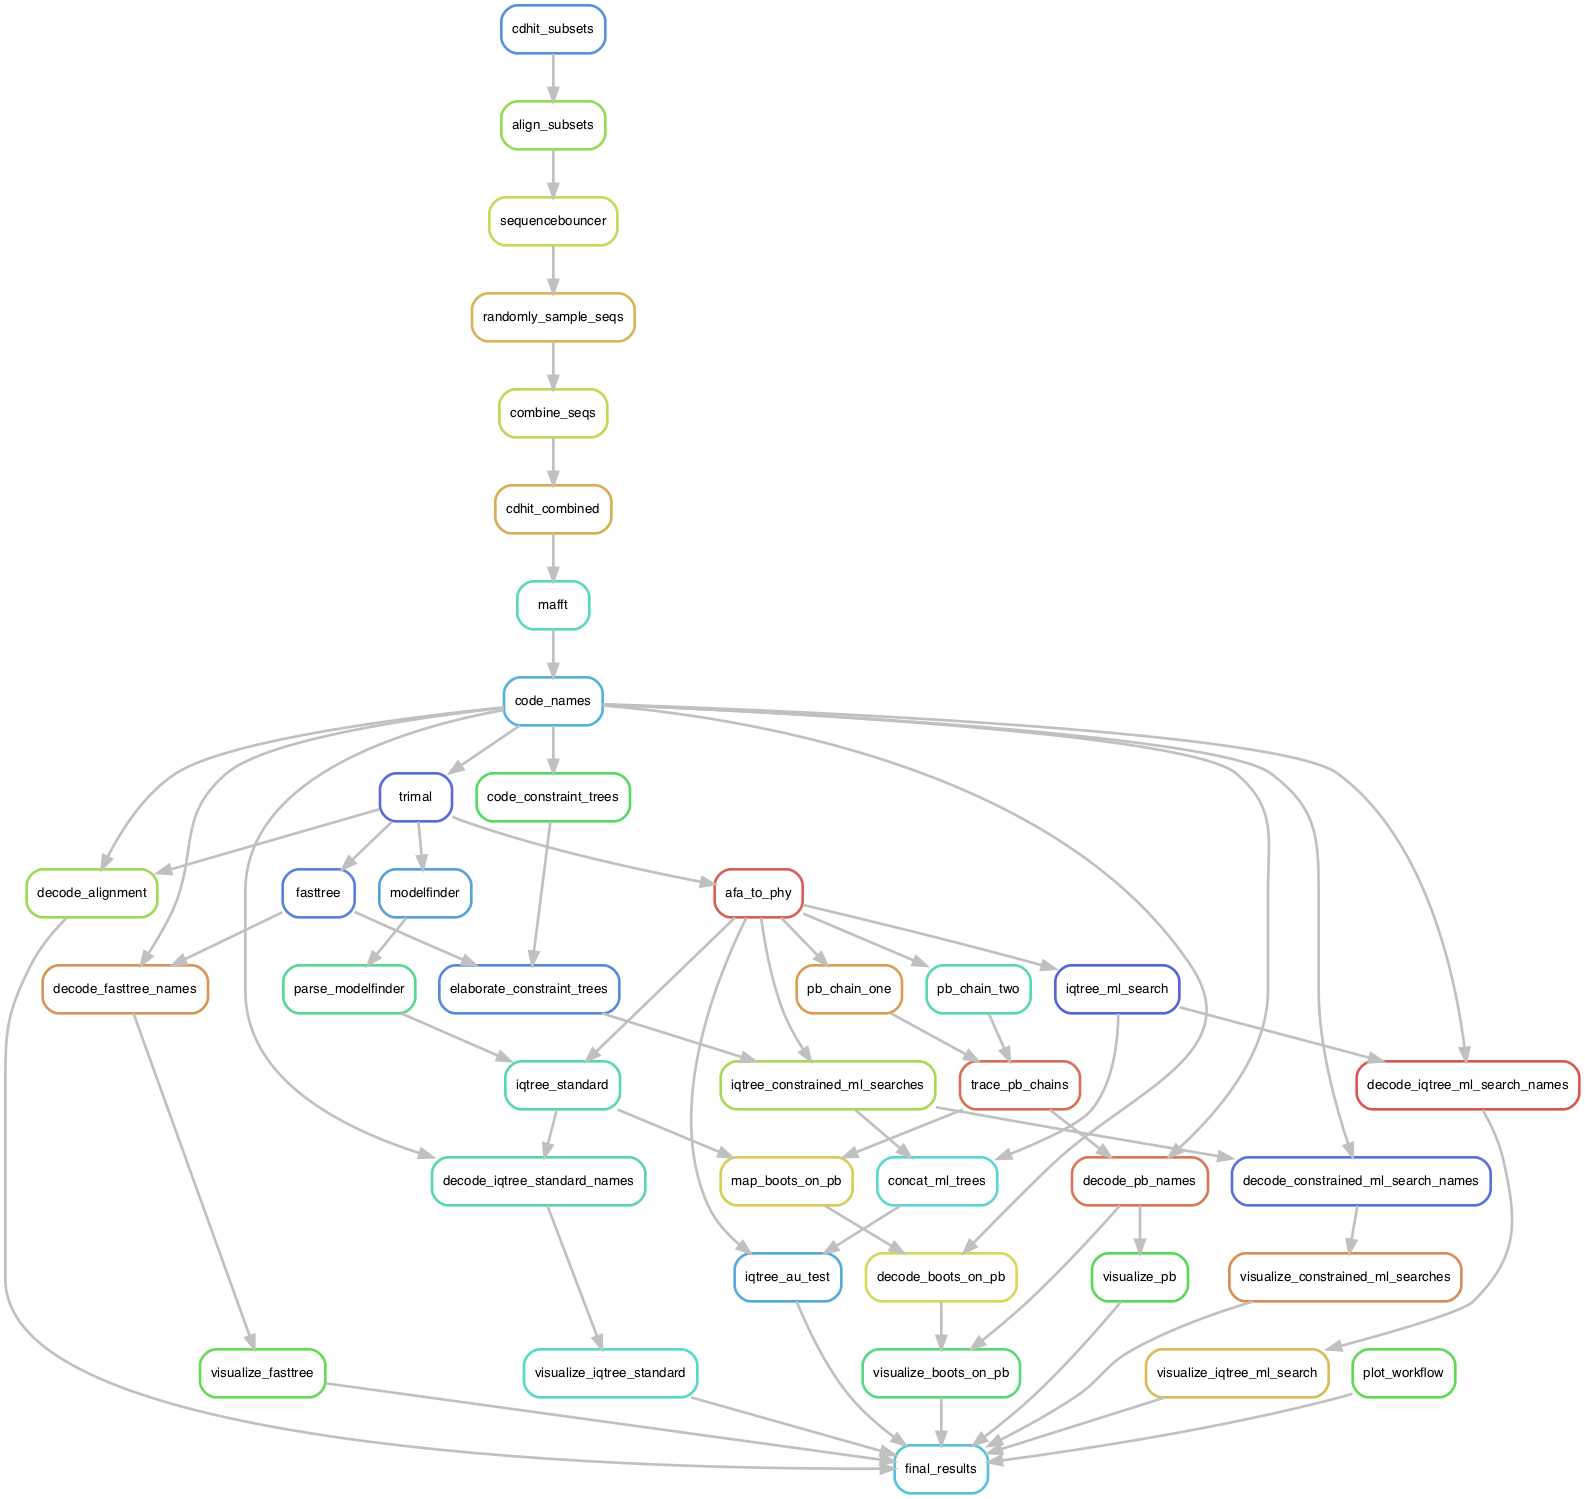 cdhit_subsets
align_subsets
sequencebouncer
randomly_sample_seqs
combine_seqs
cdhit_combined
mafft
code_names
trimal
code_constraint_trees
decode_alignment
fasttree
modelfinder
afa_to_phy
decode_fasttree_names
parse_modelfinder
elaborate_constraint_trees
pb_chain_one
pb_chain_two
iqtree_ml_search
iqtree_standard
iqtree_constrained_ml_searches
trace_pb_chains
decode_iqtree_ml_search_names
decode_iqtree_standard_names
map_boots_on_pb
concat_ml_trees
decode_pb_names
decode_constrained_ml_search_names
iqtree_au_test
decode_boots_on_pb
visualize_pb
visualize_constrained_ml_searches
visualize_fasttree
visualize_iqtree_standard
visualize_boots_on_pb
visualize_iqtree_ml_search
plot_workflow
final_results